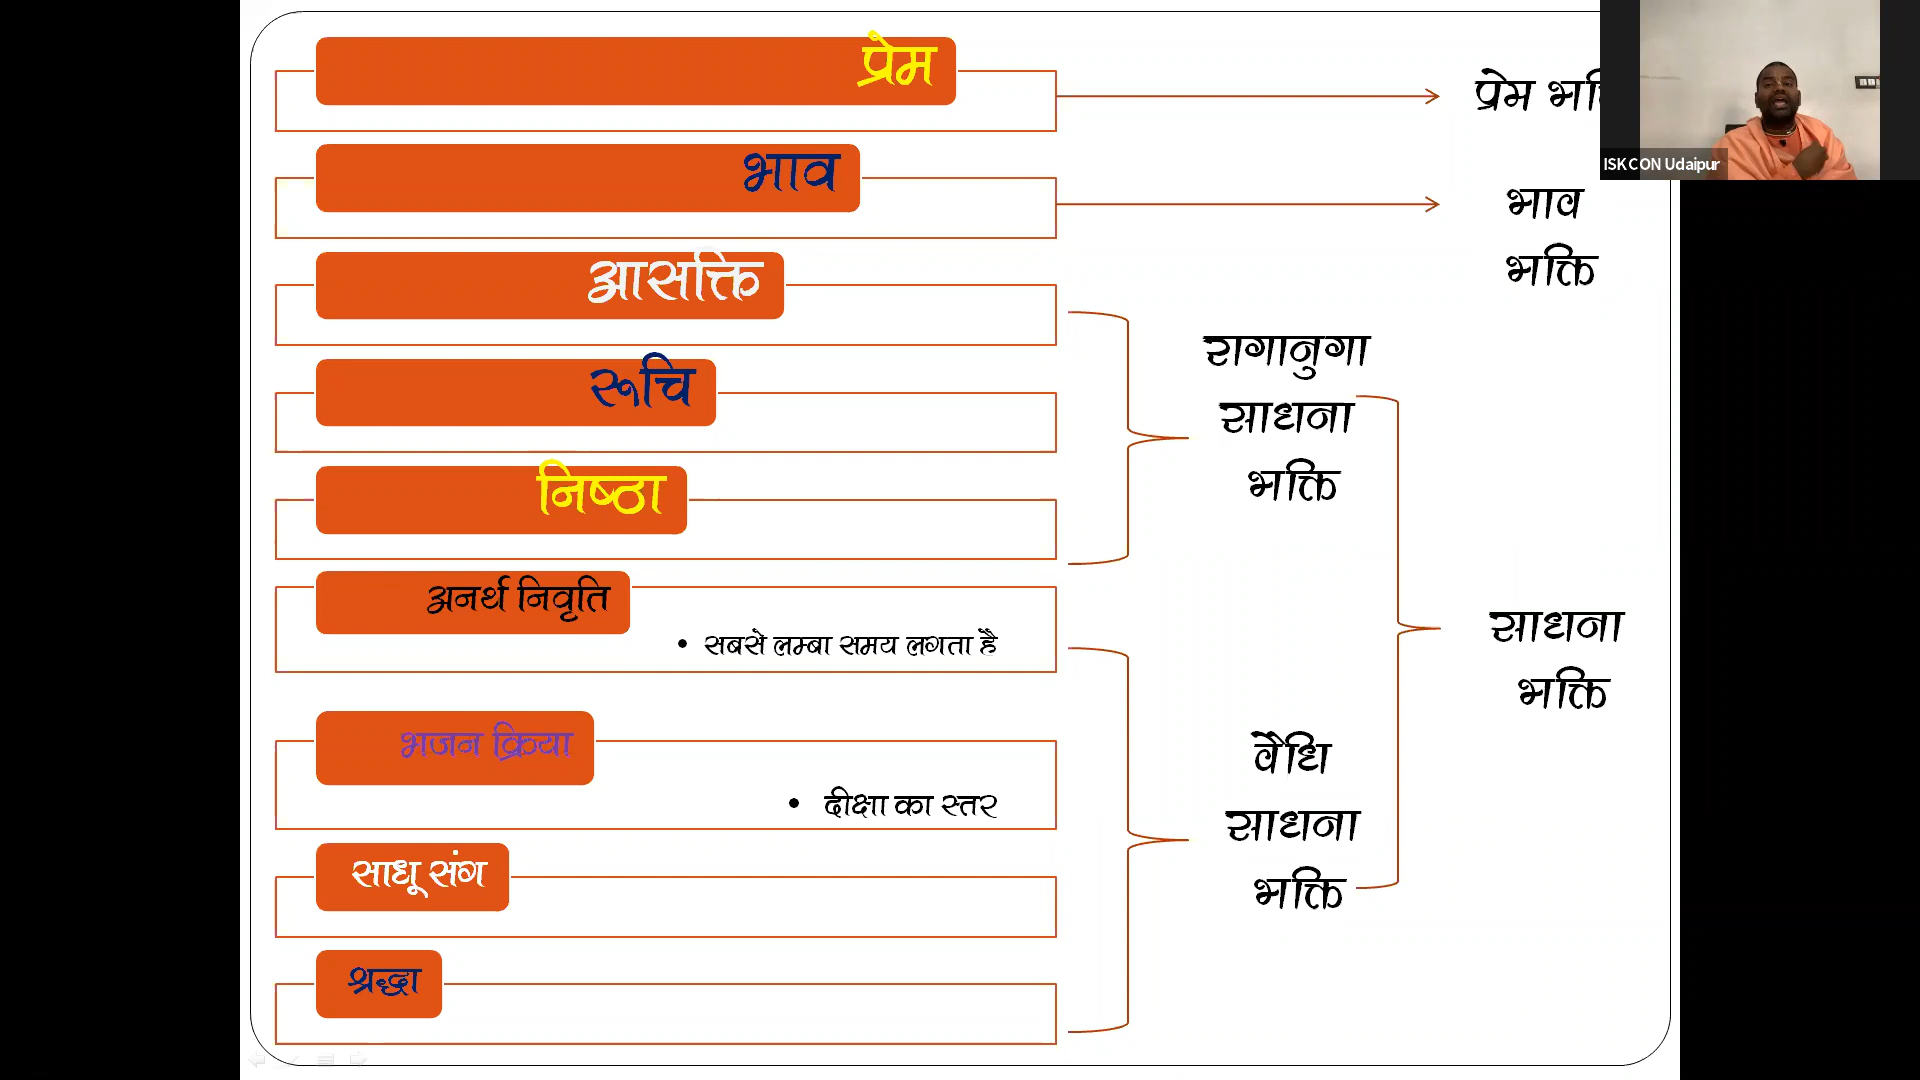 प्रेम
प्रेम भ
ISKCON Udaipur
भाव
भाव
भक्ति
आसक्ति
रूचि
रागानुगा
साधना
भक्ति
निष्ठा
अनर्थ निवृति
• सबसे लम्बा समय लगता है
साधना
भक्ति
भजन क्रिया
• दीक्षा का स्तर
वैधि
साधना
भक्ति
साधू संग
श्रद्धा